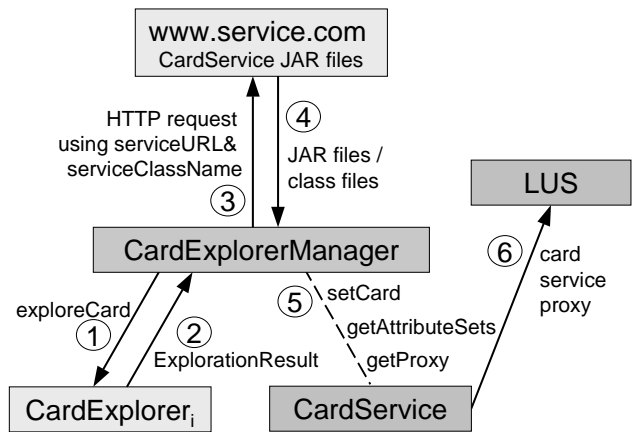 www.service.com
CardService JAR files
HTTP request
using serviceURL&
serviceClassName
③
④
JAR files /
class files
LUS
CardExplorerManager
⑥
card
service
proxy
exploreCard
①
②
ExplorationResult
⑤
setCard
getAttributeSets
getProxy
CardExplorerᵢ
CardService